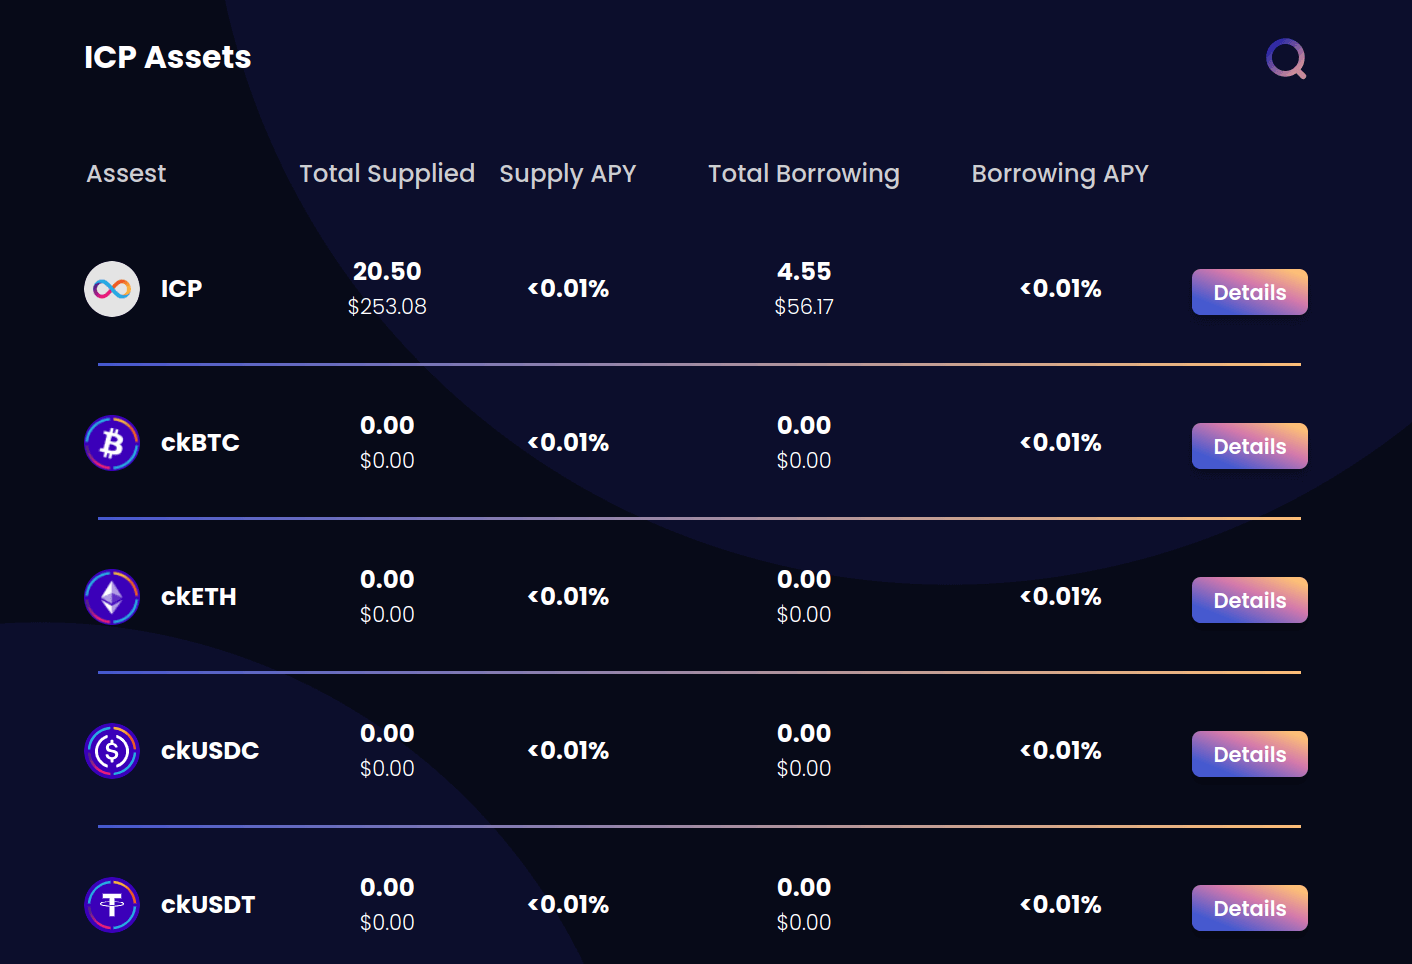 ICP Assets
Assest Total Supplied Supply APY Total Borrowing Borrowing APY
ICP 20.50 <0.01% 4.55 <0.01% Details
$253.08 $56.17
ckBTC 0.00 <0.01% 0.00 <0.01% Details
$0.00 $0.00
ckETH 0.00 <0.01% 0.00 <0.01% Details
$0.00 $0.00
ckUSDC 0.00 <0.01% 0.00 <0.01% Details
$0.00 $0.00
ckUSDT 0.00 <0.01% 0.00 <0.01% Details
$0.00 $0.00